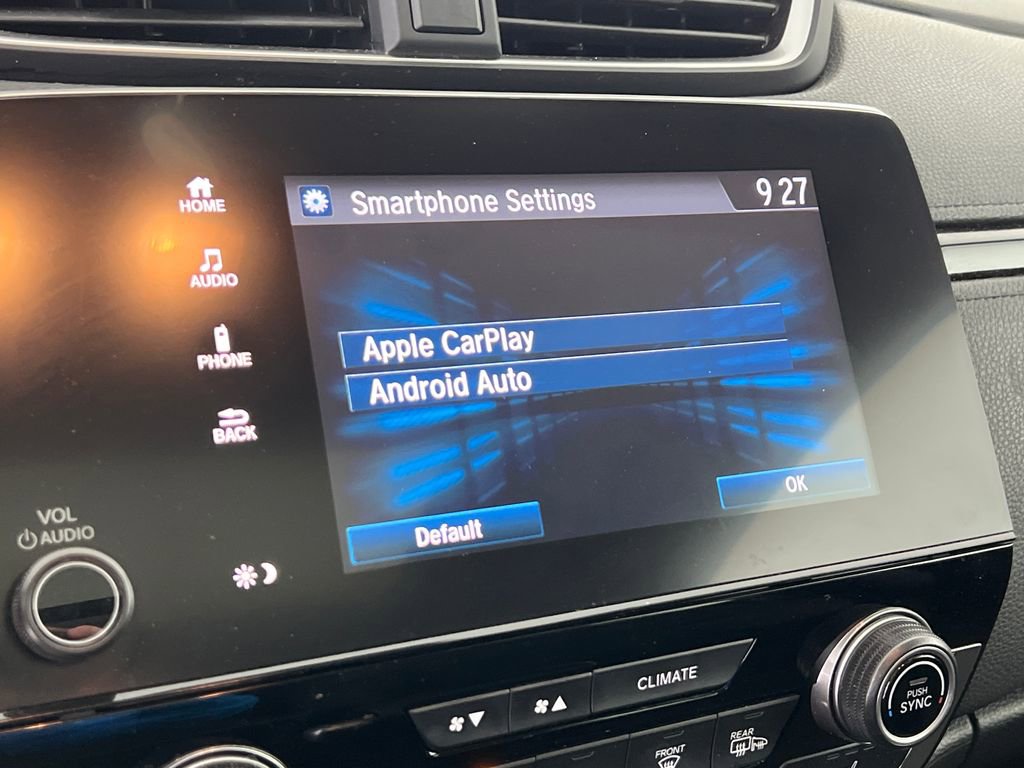 Smartphone Settings
9 27
HOME
AUDIO
PHONE
BACK
Apple CarPlay
Android Auto
Default
OK
VOL
AUDIO
CLIMATE
PUSH
SYNC
FRONT
REAR